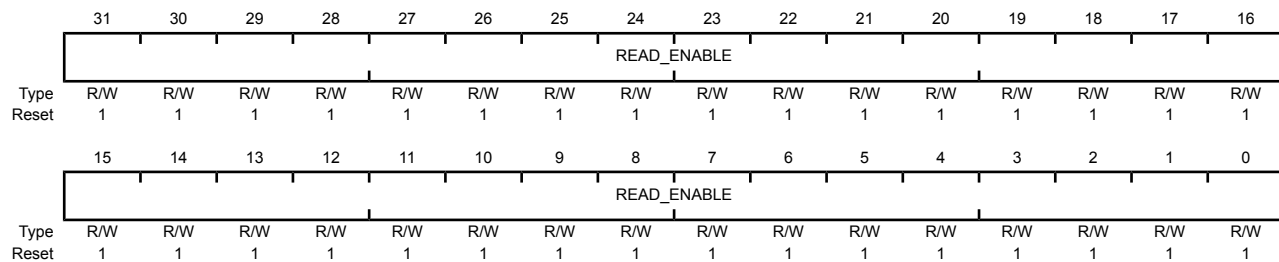 31 30 29 28 27 26 25 24 23 22 21 20 19 18 17 16
READ_ENABLE
Type R/W R/W R/W R/W R/W R/W R/W R/W R/W R/W R/W R/W R/W R/W R/W R/W
Reset 1 1 1 1 1 1 1 1 1 1 1 1 1 1 1 1
15 14 13 12 11 10 9 8 7 6 5 4 3 2 1 0
READ_ENABLE
Type R/W R/W R/W R/W R/W R/W R/W R/W R/W R/W R/W R/W R/W R/W R/W R/W
Reset 1 1 1 1 1 1 1 1 1 1 1 1 1 1 1 1